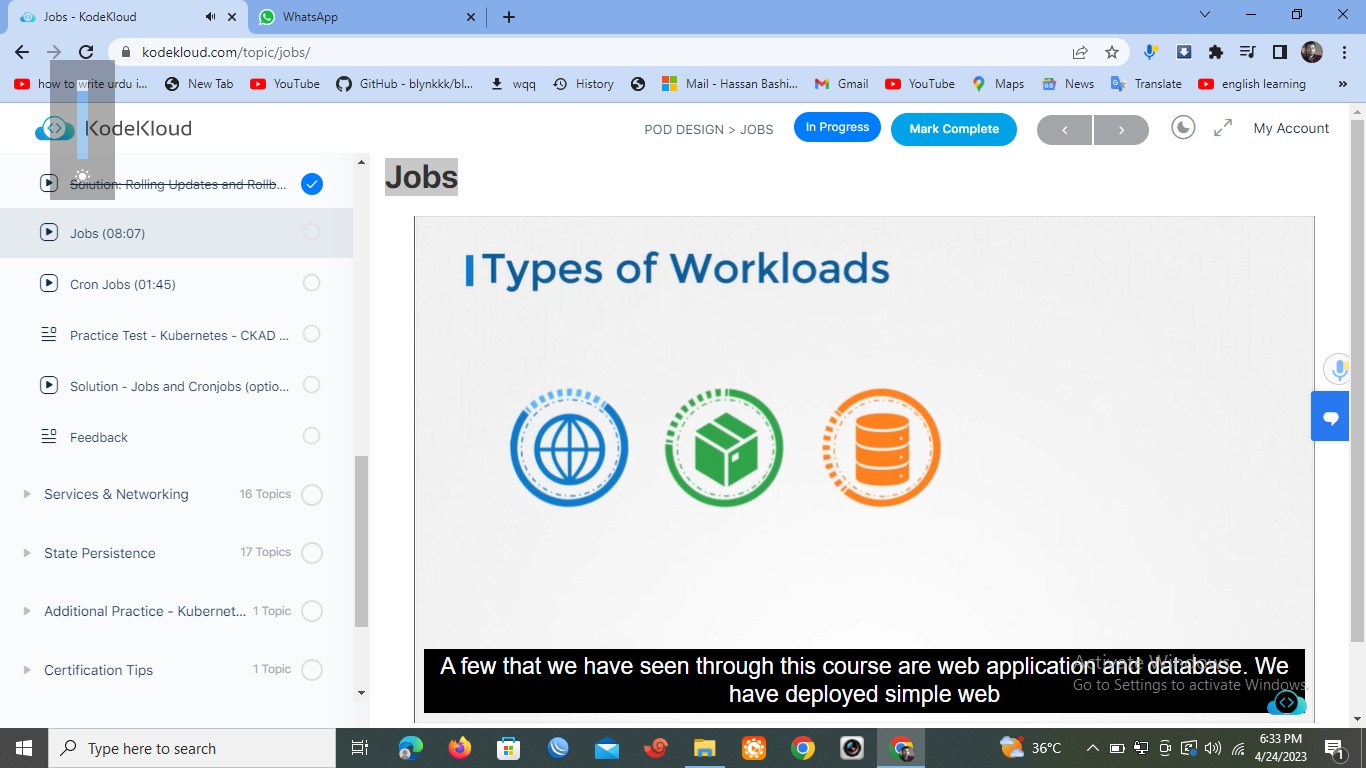 Jobs - KodeKloud
WhatsApp
kodekloud.com/topic/jobs/
how to write urdu i...
New Tab
YouTube
GitHub - blynkkk/bl...
wqq
History
Mail - Hassan Bashi...
Gmail
YouTube
Maps
News
Translate
english learning
KodeKloud
POD DESIGN > JOBS
In Progress
Mark Complete
My Account
Solution: Rolling Updates and Rollb...
Jobs (08:07)
Cron Jobs (01:45)
Practice Test - Kubernetes - CKAD ...
Solution - Jobs and Cronjobs (optio...
Feedback
Services & Networking 16 Topics
State Persistence 17 Topics
Additional Practice - Kubernet... 1 Topic
Certification Tips 1 Topic
Jobs
Types of Workloads
A few that we have seen through this course are web application and database. We
have deployed simple web
Activate Windows
Go to Settings to activate Windows.
Type here to search
36°C
6:33 PM
4/24/2023
1